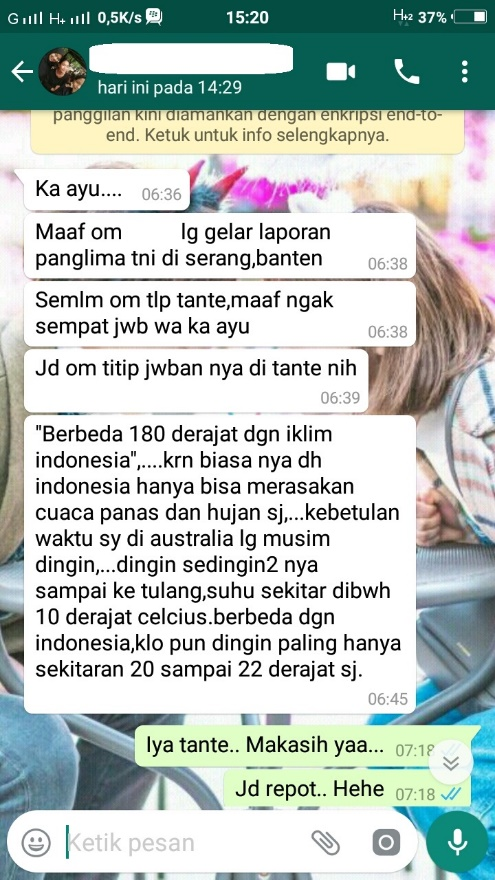 G H+ 0,5K/s 15:20 H+2 37%
hari ini pada 14:29
panggilan kini diamankan dengan enkripsi end-to-
end. Ketuk untuk info selengkapnya.
Ka ayu.... 06:36
Maaf om lg gelar laporan
panglima tni di serang,banten 06:38
Semlm om tlp tante,maaf ngak
sempat jwb wa ka ayu 06:38
Jd om titip jwban nya di tante nih
06:39
"Berbeda 180 derajat dgn iklim
indonesia",....krn biasa nya dh
indonesia hanya bisa merasakan
cuaca panas dan hujan sj,...kebetulan
waktu sy di australia lg musim
dingin,...dingin sedingin2 nya
sampai ke tulang,suhu sekitar dibwh
10 derajat celcius.berbeda dgn
indonesia,klo pun dingin paling hanya
sekitaran 20 sampai 22 derajat sj.
06:45
Iya tante.. Makasih yaa... 07:18
Jd repot.. Hehe 07:18
Ketik pesan